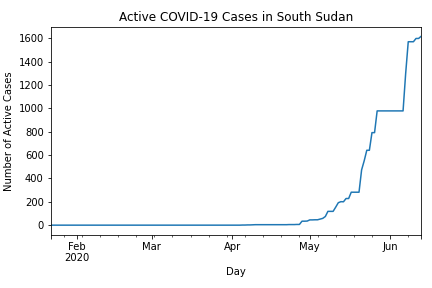 Active COVID-19 Cases in South Sudan
Number of Active Cases
1600
1400
1200
1000
800
600
400
200
0
Feb
2020
Mar
Apr
May
Jun
Day